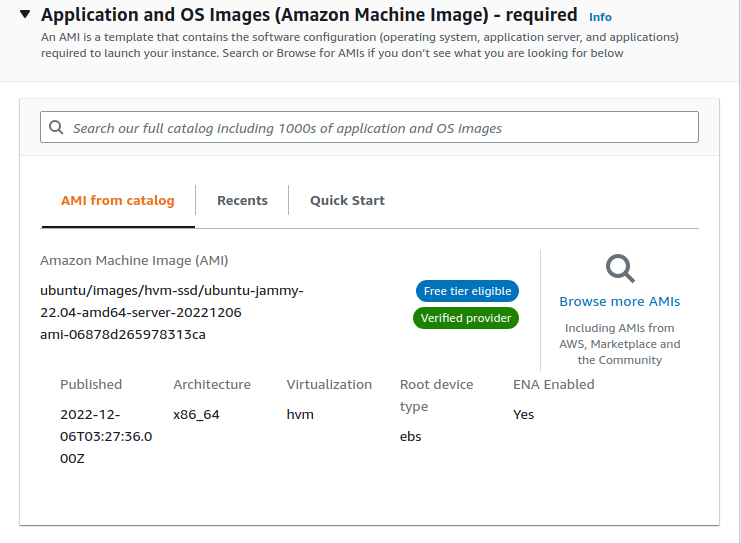 Application and OS Images (Amazon Machine Image) - required Info
An AMI is a template that contains the software configuration (operating system, application server, and applications)
required to launch your instance. Search or Browse for AMIs if you don't see what you are looking for below
Search our full catalog including 1000s of application and OS images
AMI from catalog
Recents
Quick Start
Amazon Machine Image (AMI)
ubuntu/images/hvm-ssd/ubuntu-jammy-
22.04-amd64-server-20221206
ami-06878d265978313ca
Free tier eligible
Verified provider
Browse more AMIs
Including AMIs from
AWS, Marketplace and
the Community
Published
2022-12-
06T03:27:36.0
00Z
Architecture
x86_64
Virtualization
hvm
Root device
type
ebs
ENA Enabled
Yes